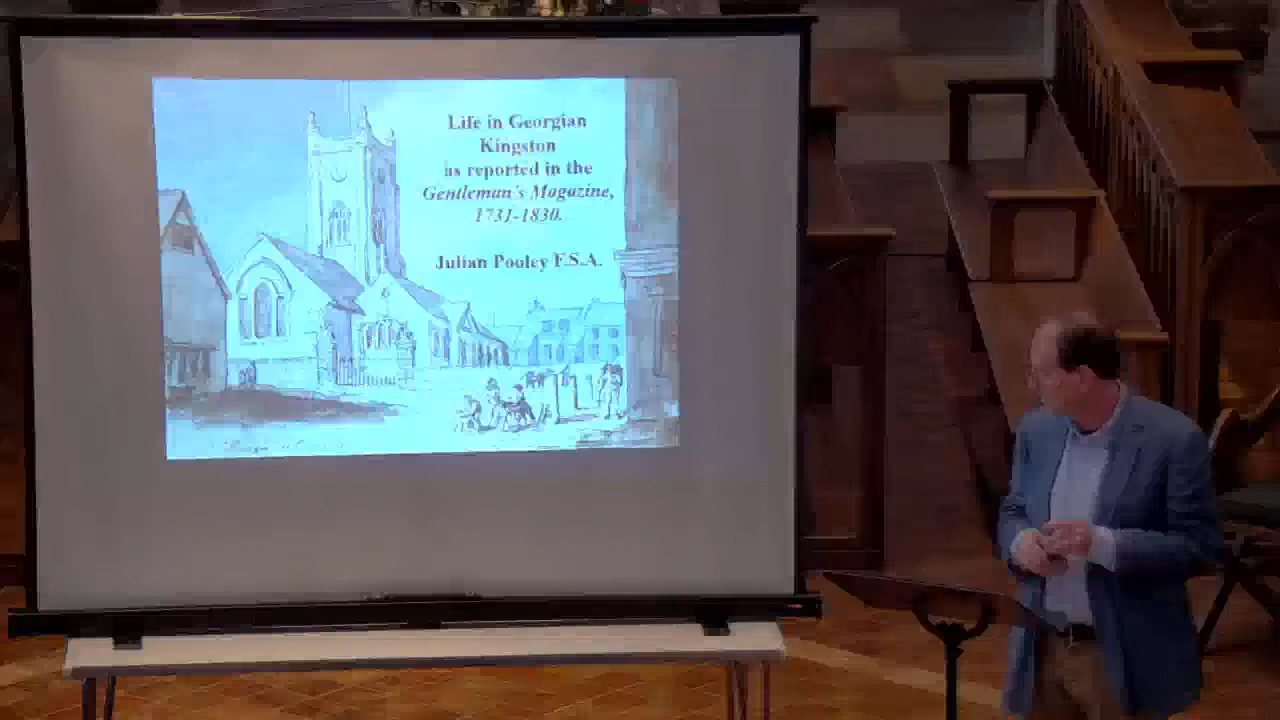 Life in Georgian
Kingston
as reported in the
Gentleman's Magazine,
1731-1830.
Julian Pooley F.S.A.